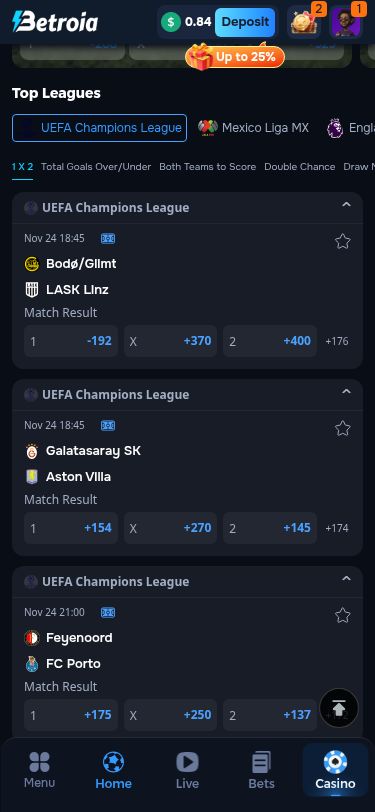 Betroia
$ 0.84 Deposit
2
1
Up to 25%
Top Leagues
UEFA Champions League Mexico Liga MX Engla
1 X 2 Total Goals Over/Under Both Teams to Score Double Chance Draw N
UEFA Champions League
Nov 24 18:45
Bodø/Glimt
LASK Linz
Match Result
1 -192 X +370 2 +400 +176
UEFA Champions League
Nov 24 18:45
Galatasaray SK
Aston Villa
Match Result
1 +154 X +270 2 +145 +174
UEFA Champions League
Nov 24 21:00
Feyenoord
FC Porto
Match Result
1 +175 X +250 2 +137
Menu Home Live Bets Casino